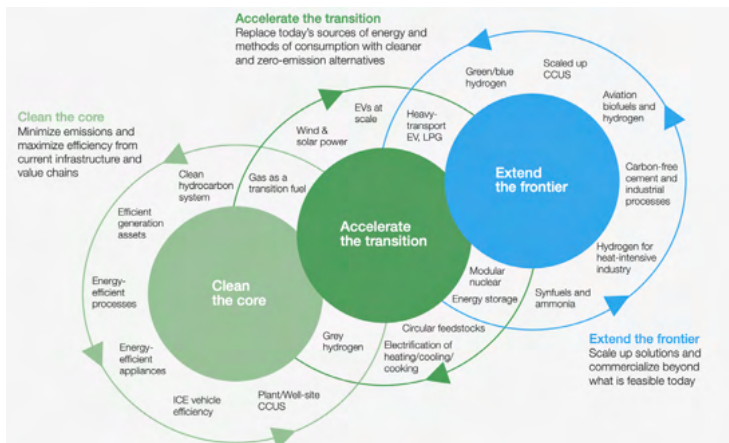 Accelerate the transition
Replace today's sources of energy and
methods of consumption with cleaner
and zero-emission alternatives
Clean the core
Minimize emissions and
maximize efficiency from
current infrastructure and
value chains
Green/blue
hydrogen
Scaled up
CCUS
Aviation
biofuels and
hydrogen
EVs at
scale
Heavy-
transport
EV, LPG
Wind &
solar power
Clean
hydrocarbon
system
Gas as a
transition fuel
Extend
the frontier
Carbon-free
cement and
industrial
processes
Efficient
generation
assets
Accelerate
the transition
Hydrogen for
heat-intensive
industry
Energy-
efficient
processes
Clean
the core
Modular
nuclear
Energy storage
Synfuels and
ammonia
Circular feedstocks
Grey
hydrogen
Electrification of
heating/cooling/
cooking
Energy-
efficient
appliances
ICE vehicle
efficiency
Plant/Well-site
CCUS
Extend the frontier
Scale up solutions and
commercialize beyond
what is feasible today